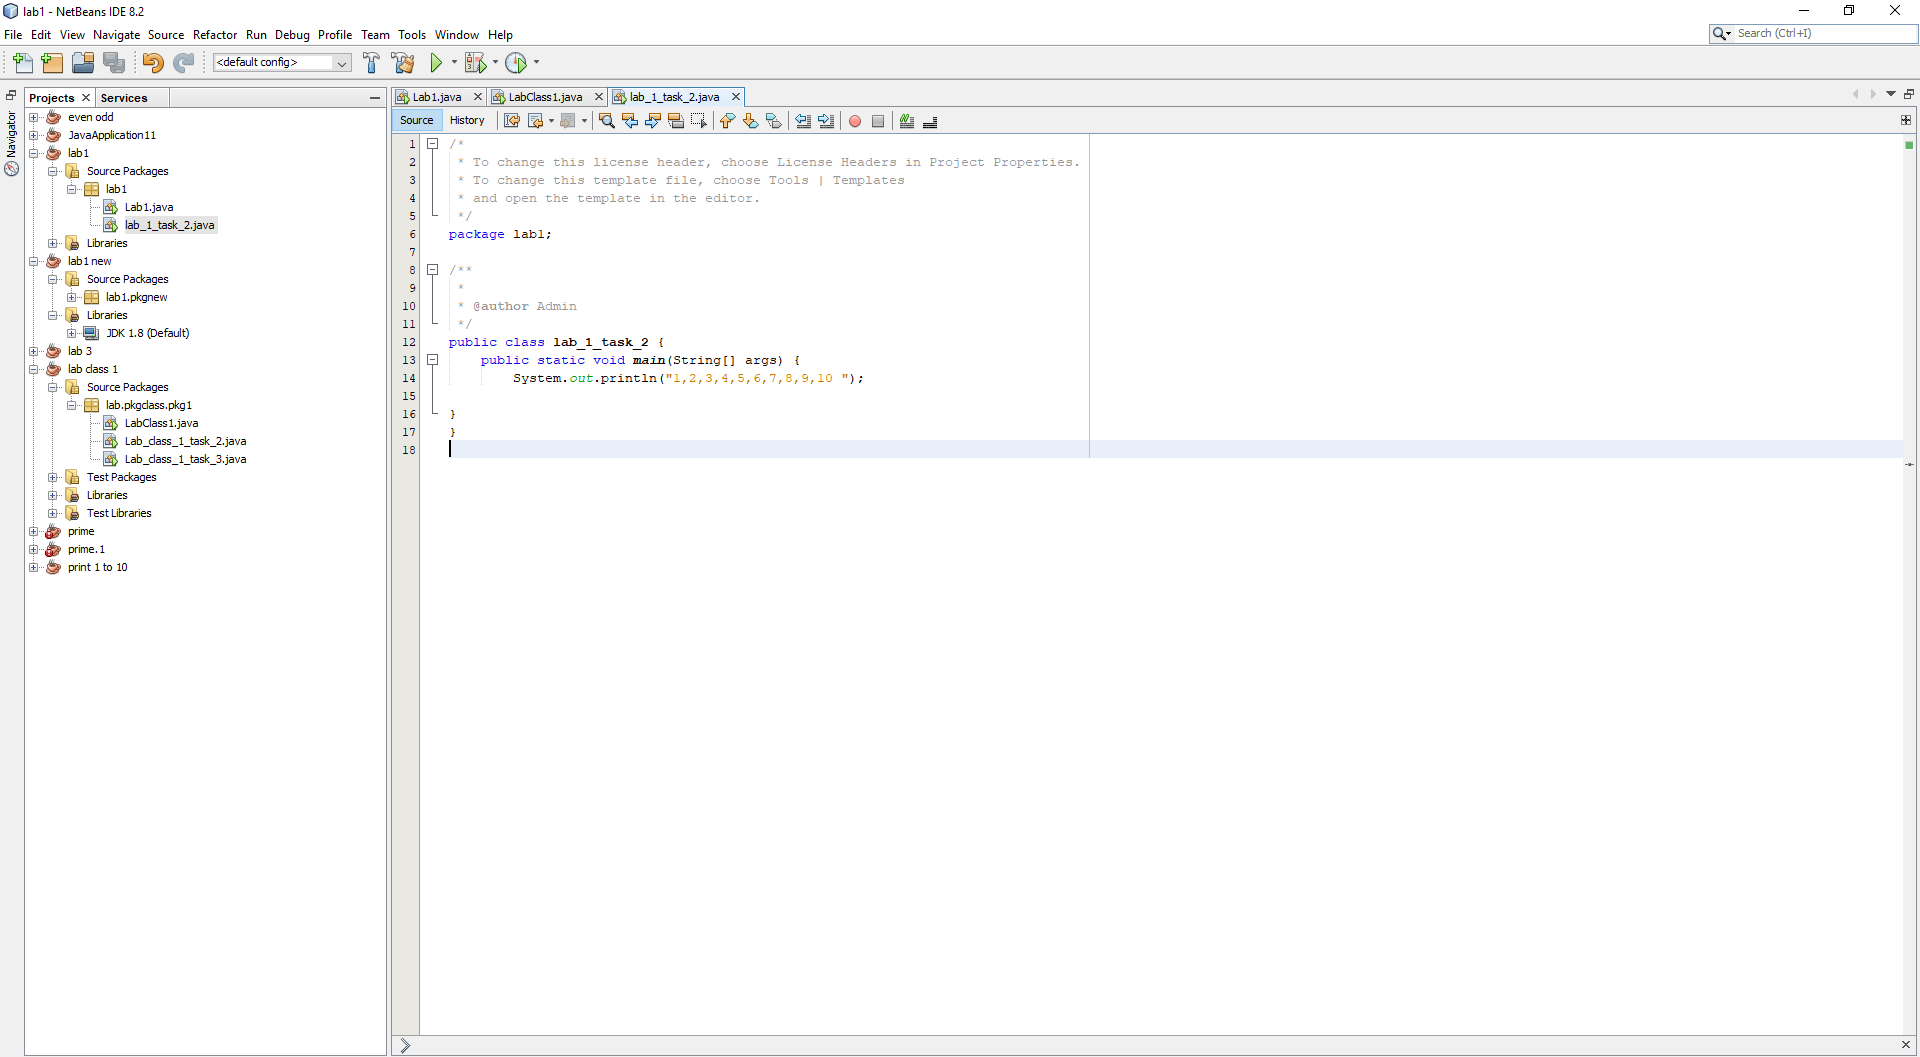 lab1 - NetBeans IDE 8.2
File Edit View Navigate Source Refactor Run Debug Profile Team Tools Window Help
Search (Ctrl+I)
<default config>
Navigator
Projects Services
even odd
JavaApplication11
lab1
Source Packages
lab1
Lab1.java
lab_1_task_2.java
Libraries
lab1 new
Source Packages
lab1.pkgnew
Libraries
JDK 1.8 (Default)
lab 3
lab class 1
Source Packages
lab.pkgclass.pkg1
LabClass1.java
Lab_class_1_task_2.java
Lab_class_1_task_3.java
Test Packages
Libraries
Test Libraries
prime
prime.1
print 1 to 10
Lab1.java LabClass1.java lab_1_task_2.java
Source History
1 /*
2 * To change this license header, choose License Headers in Project Properties.
3 * To change this template file, choose Tools | Templates
4 * and open the template in the editor.
5 */
6 package lab1;
7
8 /**
9 *
10 * @author Admin
11 */
12 public class lab_1_task_2 {
13 public static void main(String[] args) {
14 System.out.println("1,2,3,4,5,6,7,8,9,10 ");
15
16 }
17 }
18